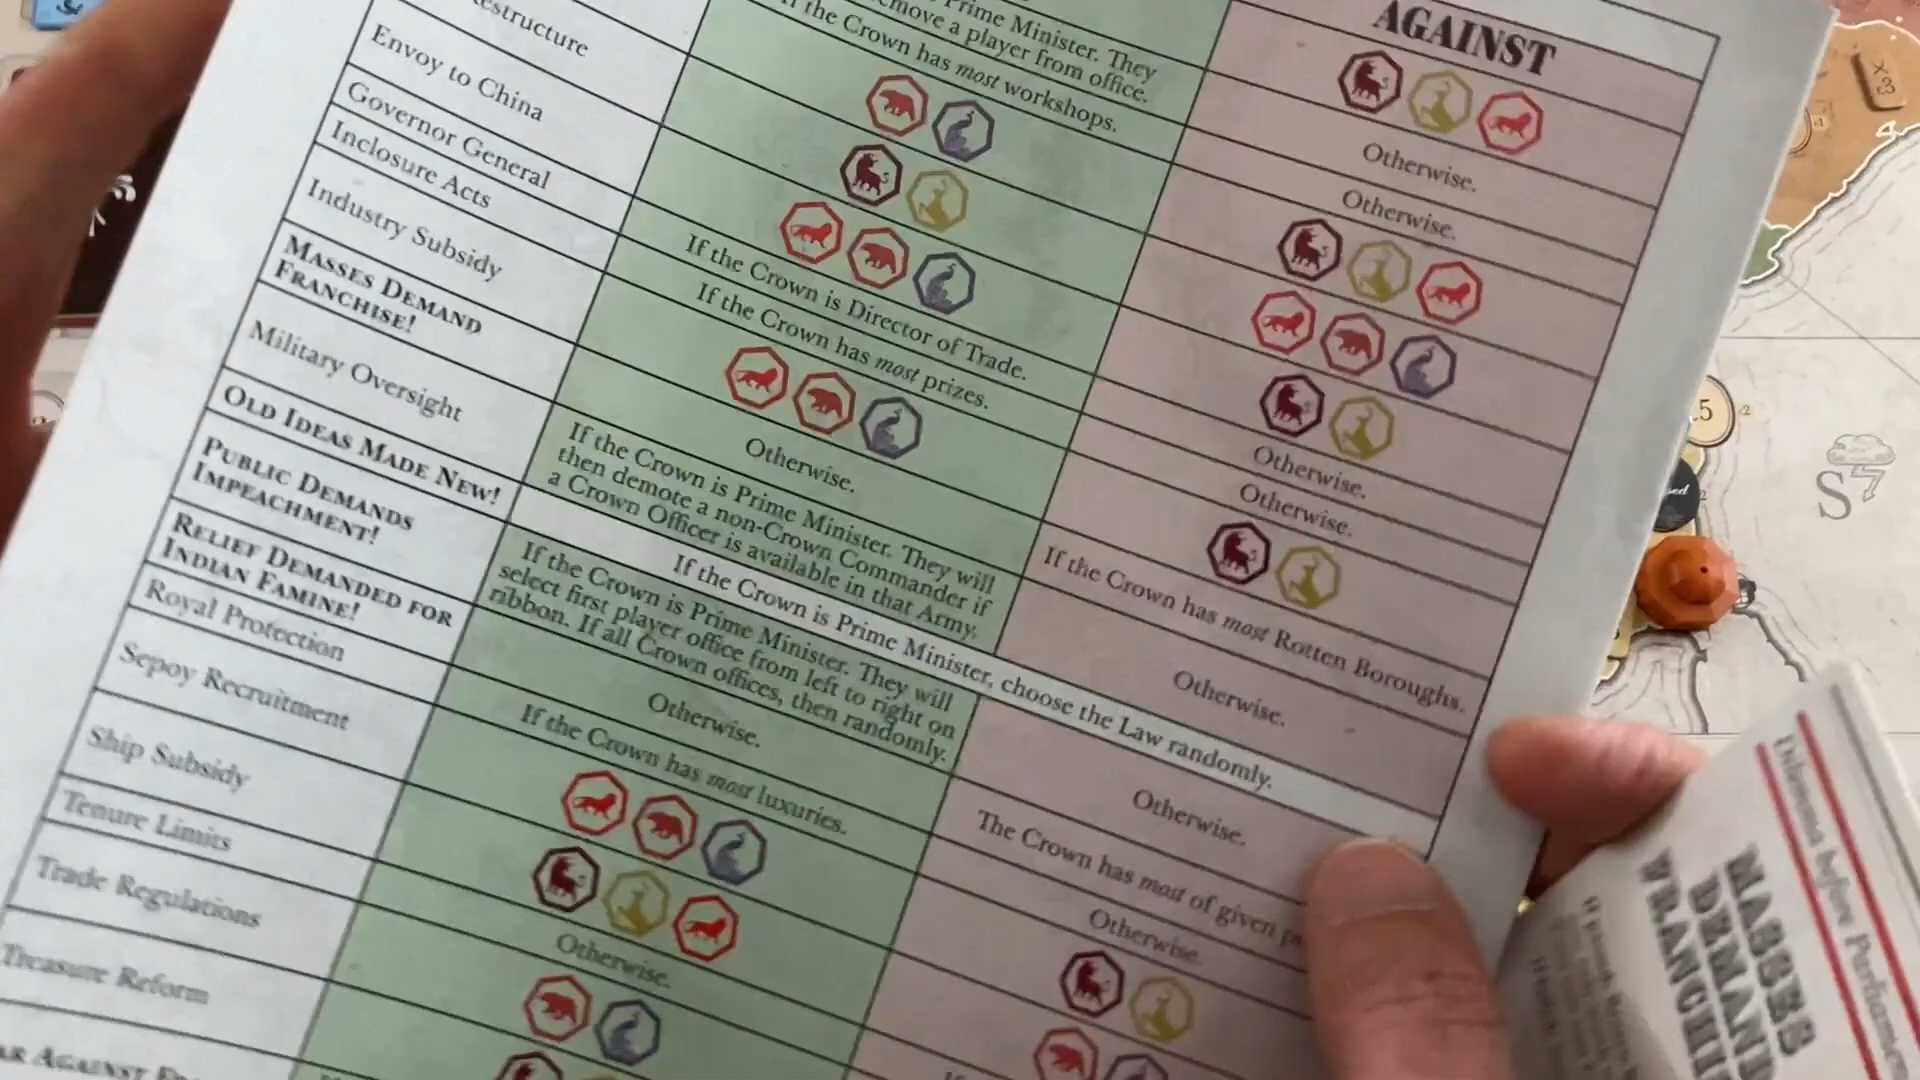 AGAINST
Prime Minister. They
remove a player from office.
If the Crown has most workshops.
Otherwise.
Envoy to China
Otherwise.
Governor General
Inclosure Acts
If the Crown is Director of Trade.
Industry Subsidy
If the Crown has most prizes.
Otherwise.
MASSES DEMAND
FRANCHISE!
Otherwise.
Military Oversight
Otherwise.
If the Crown has most Rotten Boroughs.
OLD IDEAS MADE NEW!
If the Crown is Prime Minister. They will
then demote a non-Crown Commander if
a Crown Officer is available in that Army.
Otherwise.
PUBLIC DEMANDS
IMPEACHMENT!
If the Crown is Prime Minister, choose the Law randomly.
RELIEF DEMANDED FOR
INDIAN FAMINE!
If the Crown is Prime Minister. They will
select first player office from left to right on
ribbon. If all Crown offices, then randomly.
Otherwise.
Royal Protection
Otherwise.
The Crown has most of given
Sepoy Recruitment
If the Crown has most luxuries.
Otherwise.
Ship Subsidy
Tenure Limits
Trade Regulations
Otherwise.
Treasure Reform
AGAINST
Dilemma before Parliament
MASSES
DEMAND
x
£3
S